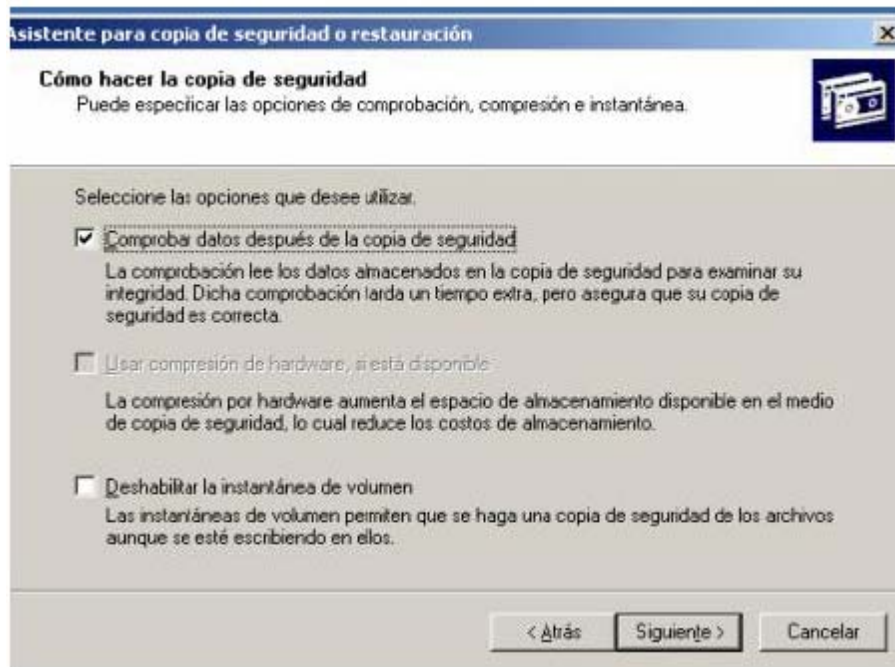 Asistente para copia de seguridad o restauración
Cómo hacer la copia de seguridad
Puede especificar las opciones de comprobación, compresión e instantánea.
Seleccione las opciones que desee utilizar.
Comprobar datos después de la copia de seguridad
La comprobación lee los datos almacenados en la copia de seguridad para examinar su
integridad. Dicha comprobación tarda un tiempo extra, pero asegura que su copia de
seguridad es correcta.
Usar compresión de hardware, si está disponible
La compresión por hardware aumenta el espacio de almacenamiento disponible en el medio
de copia de seguridad, lo cual reduce los costos de almacenamiento.
Deshabilitar la instantánea de volumen
Las instantáneas de volumen permiten que se haga una copia de seguridad de los archivos
aunque se esté escribiendo en ellos.
< Atrás Siguiente > Cancelar